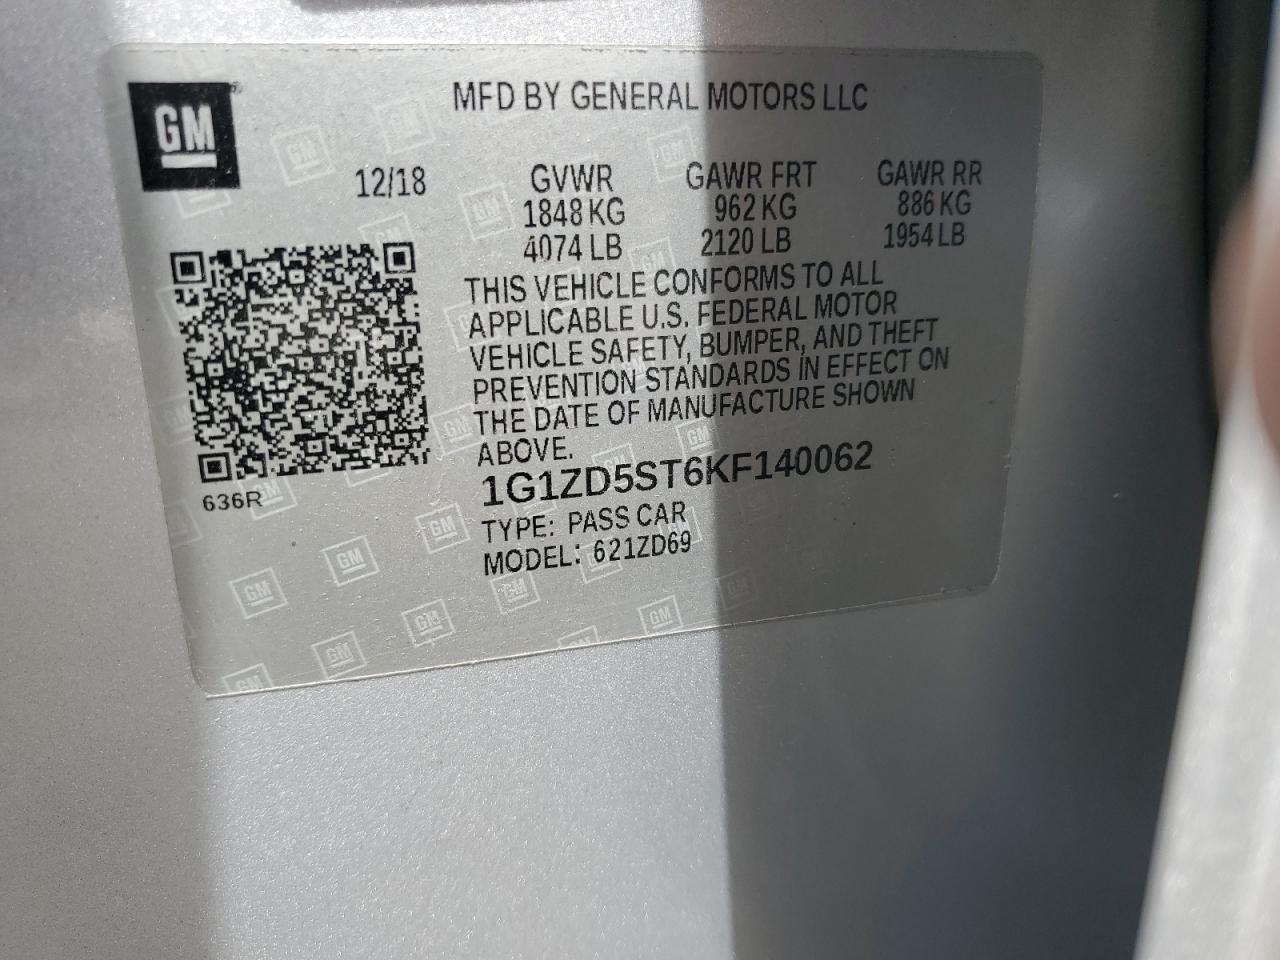 GM
MFD BY GENERAL MOTORS LLC
12/18
GVWR GAWR FRT GAWR RR
1848 KG 962 KG 886 KG
4074 LB 2120 LB 1954 LB
THIS VEHICLE CONFORMS TO ALL
APPLICABLE U.S. FEDERAL MOTOR
VEHICLE SAFETY, BUMPER, AND THEFT
PREVENTION STANDARDS IN EFFECT ON
THE DATE OF MANUFACTURE SHOWN
ABOVE.
636R
1G1ZD5ST6KF140062
TYPE: PASS CAR
MODEL: 621ZD69